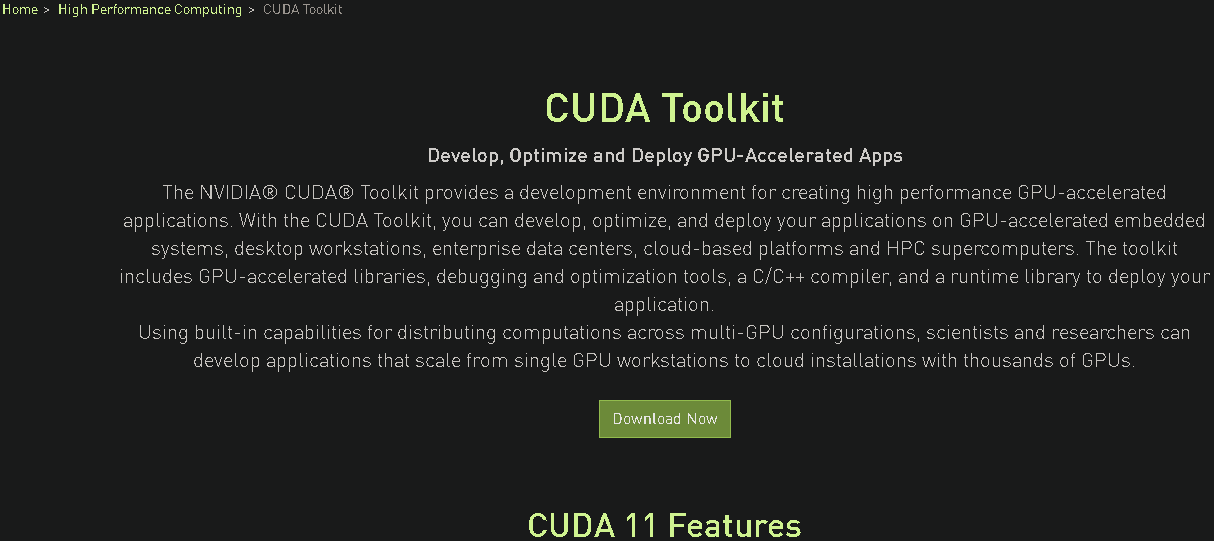 Home > High Performance Computing > CUDA Toolkit
CUDA Toolkit
Develop, Optimize and Deploy GPU-Accelerated Apps
The NVIDIA® CUDA® Toolkit provides a development environment for creating high performance GPU-accelerated
applications. With the CUDA Toolkit, you can develop, optimize, and deploy your applications on GPU-accelerated embedded
systems, desktop workstations, enterprise data centers, cloud-based platforms and HPC supercomputers. The toolkit
includes GPU-accelerated libraries, debugging and optimization tools, a C/C++ compiler, and a runtime library to deploy your
application.
Using built-in capabilities for distributing computations across multi-GPU configurations, scientists and researchers can
develop applications that scale from single GPU workstations to cloud installations with thousands of GPUs.
Download Now
CUDA 11 Features